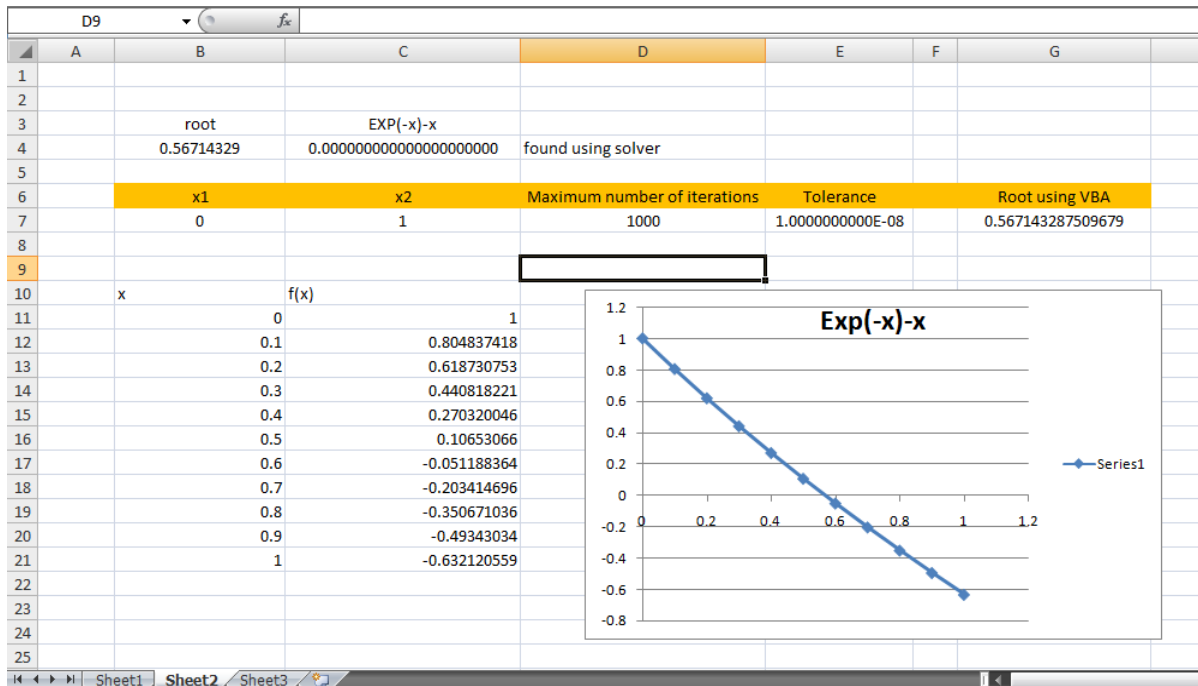 D9 fx
A B C D E F G
1
2
3 root EXP(-x)-x
4 0.56714329 0.000000000000000000000 found using solver
5
6 x1 x2 Maximum number of iterations Tolerance Root using VBA
7 0 1 1000 1.0000000000E-08 0.567143287509679
8
9
10 x f(x)
11 0 1
12 0.1 0.804837418
13 0.2 0.618730753
14 0.3 0.440818221
15 0.4 0.270320046
16 0.5 0.10653066
17 0.6 -0.051188364
18 0.7 -0.203414696
19 0.8 -0.350671036
20 0.9 -0.49343034
21 1 -0.632120559
22
23
24
25
Exp(-x)-x
1.2
1
0.8
0.6
0.4
0.2
0
-0.2
-0.4
-0.6
-0.8
0 0.2 0.4 0.6 0.8 1 1.2
Series1
Sheet1 Sheet2 Sheet3